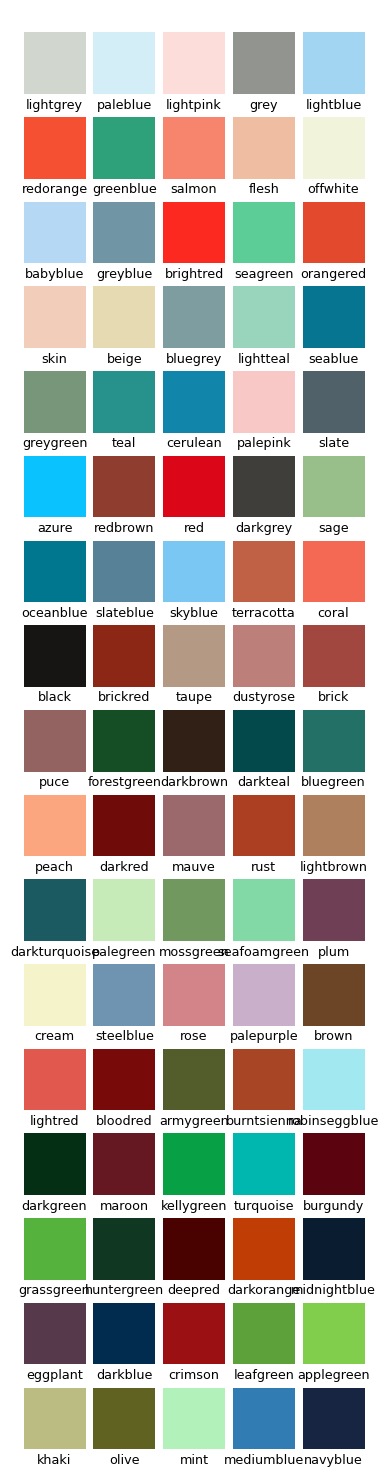 lightgrey paleblue lightpink grey lightblue
redorange greenblue salmon flesh offwhite
babyblue greyblue brightred seagreen orangered
skin beige bluegrey lightteal seablue
greygreen teal cerulean palepink slate
azure redbrown red darkgrey sage
oceanblue slateblue skyblue terracotta coral
black brickred taupe dustyrose brick
puce forestgreen darkbrown darkteal bluegreen
peach darkred mauve rust lightbrown
darkturquoise palegreen mossgreen seafoamgreen plum
cream steelblue rose palepurple brown
lightred bloodred armygreen burntsienna robinseggblue
darkgreen maroon kellygreen turquoise burgundy
grassgreen huntergreen deepred darkorange midnightblue
eggplant darkblue crimson leafgreen applegreen
khaki olive mint mediumblue navyblue